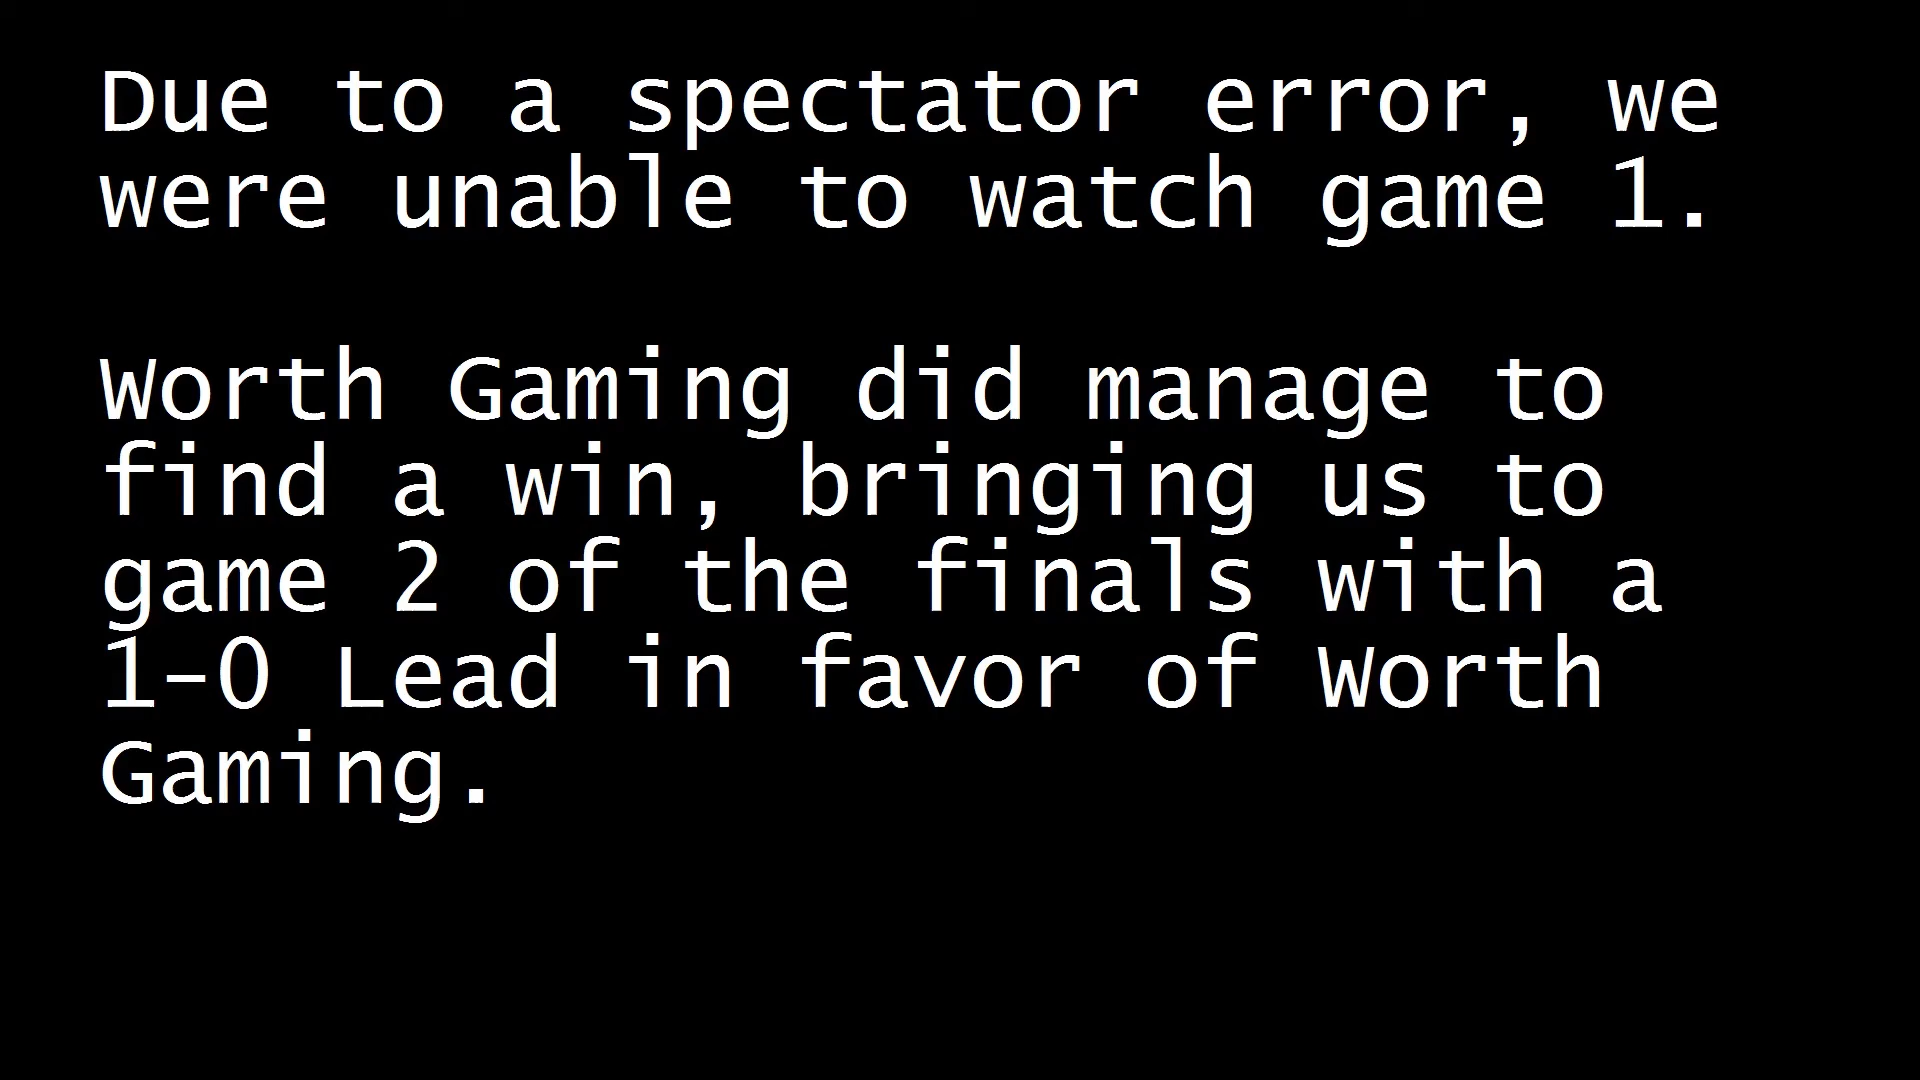 Due to a spectator error, we
were unable to watch game 1.
Worth Gaming did manage to
find a win, bringing us to
game 2 of the finals with a
1-0 Lead in favor of Worth
Gaming.